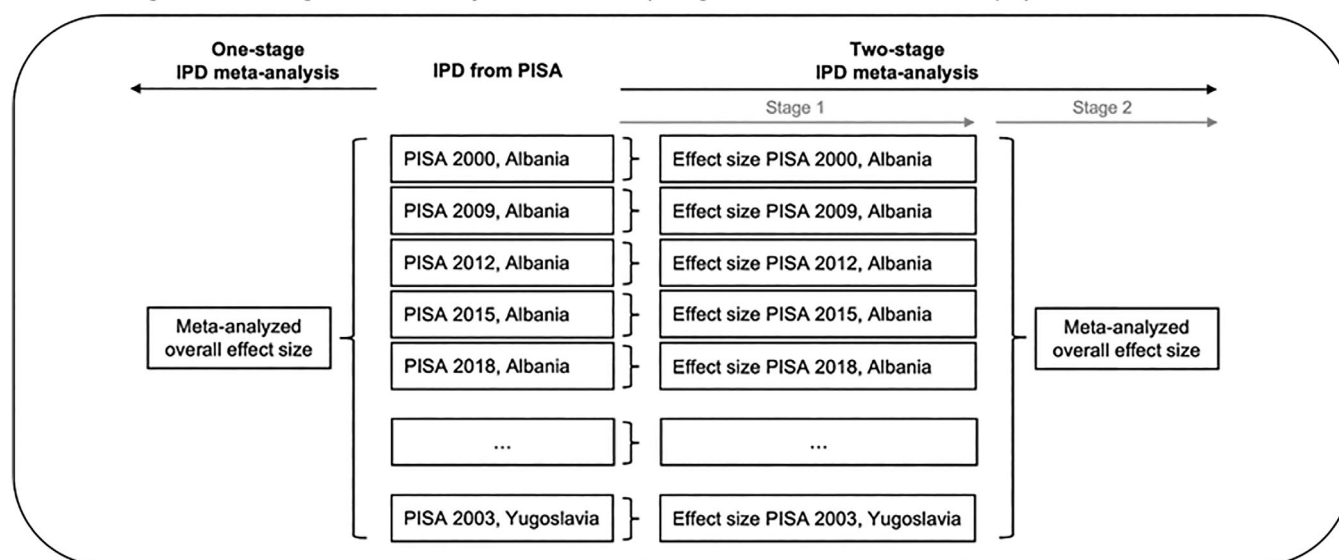 One-stage
IPD meta-analysis
IPD from PISA
Two-stage
IPD meta-analysis
Stage 1
Stage 2
PISA 2000, Albania
Effect size PISA 2000, Albania
PISA 2009, Albania
Effect size PISA 2009, Albania
PISA 2012, Albania
Effect size PISA 2012, Albania
PISA 2015, Albania
Effect size PISA 2015, Albania
Meta-analyzed
overall effect size
Meta-analyzed
overall effect size
PISA 2018, Albania
Effect size PISA 2018, Albania
...
...
PISA 2003, Yugoslavia
Effect size PISA 2003, Yugoslavia